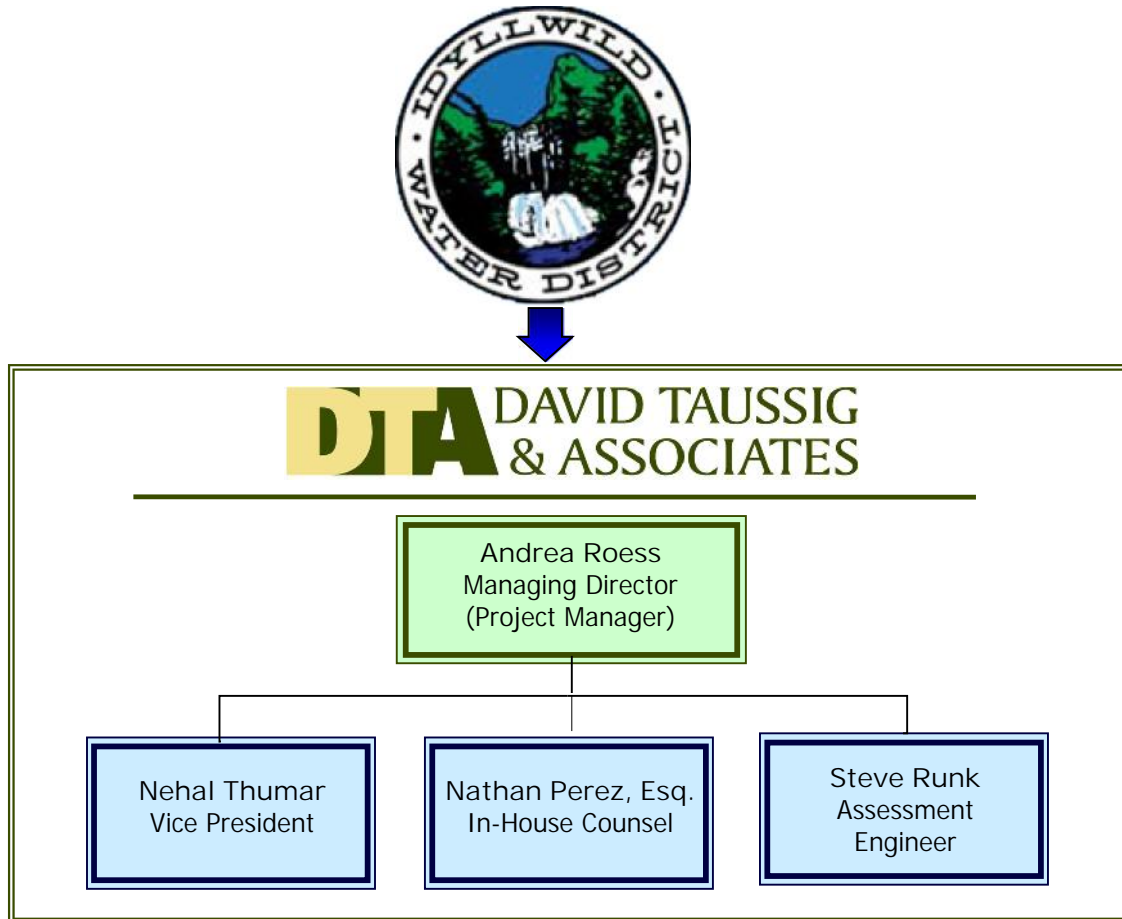 · IDYLLWILD ·
WATER DISTRICT
DTA DAVID TAUSSIG
& ASSOCIATES
Andrea Roess
Managing Director
(Project Manager)
Nehal Thumar
Vice President
Nathan Perez, Esq.
In-House Counsel
Steve Runk
Assessment
Engineer